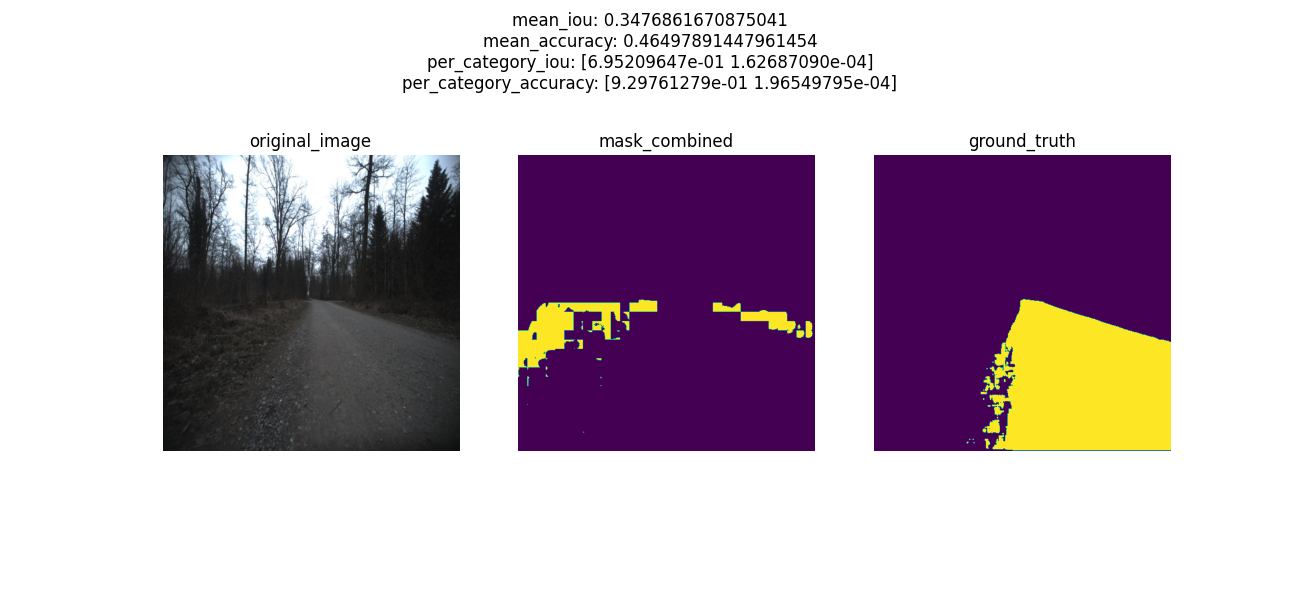 mean_iou: 0.3476861670875041
mean_accuracy: 0.46497891447961454
per_category_iou: [6.95209647e-01 1.62687090e-04]
per_category_accuracy: [9.29761279e-01 1.96549795e-04]
original_image
mask_combined
ground_truth